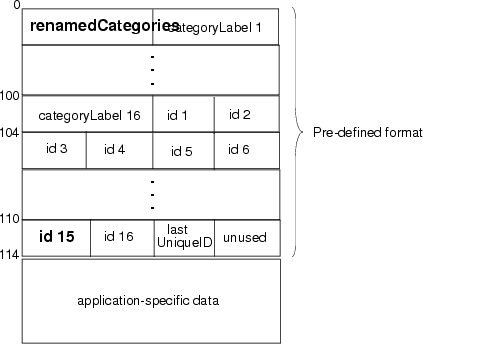 0
renamedCategories categoryLabel 1
100
categoryLabel 16 id 1 id 2
104
id 3 id 4 id 5 id 6
Pre-defined format
110
id 15 id 16 last UniqueID unused
114
application-specific data